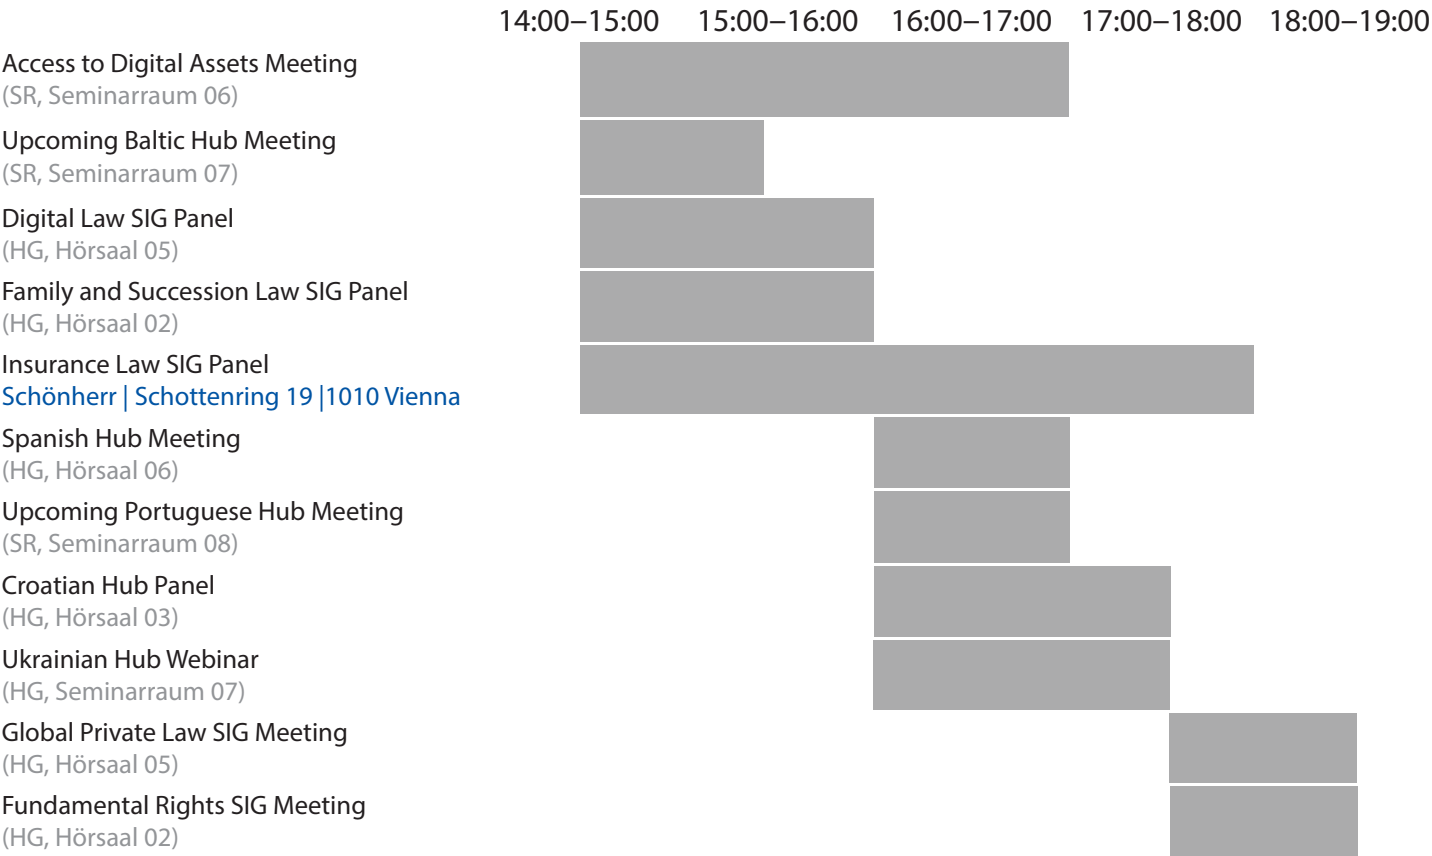 14:00–15:00 15:00–16:00 16:00–17:00 17:00–18:00 18:00–19:00
Access to Digital Assets Meeting
(SR, Seminarraum 06)
Upcoming Baltic Hub Meeting
(SR, Seminarraum 07)
Digital Law SIG Panel
(HG, Hörsaal 05)
Family and Succession Law SIG Panel
(HG, Hörsaal 02)
Insurance Law SIG Panel
Schönherr | Schottenring 19 |1010 Vienna
Spanish Hub Meeting
(HG, Hörsaal 06)
Upcoming Portuguese Hub Meeting
(SR, Seminarraum 08)
Croatian Hub Panel
(HG, Hörsaal 03)
Ukrainian Hub Webinar
(HG, Seminarraum 07)
Global Private Law SIG Meeting
(HG, Hörsaal 05)
Fundamental Rights SIG Meeting
(HG, Hörsaal 02)